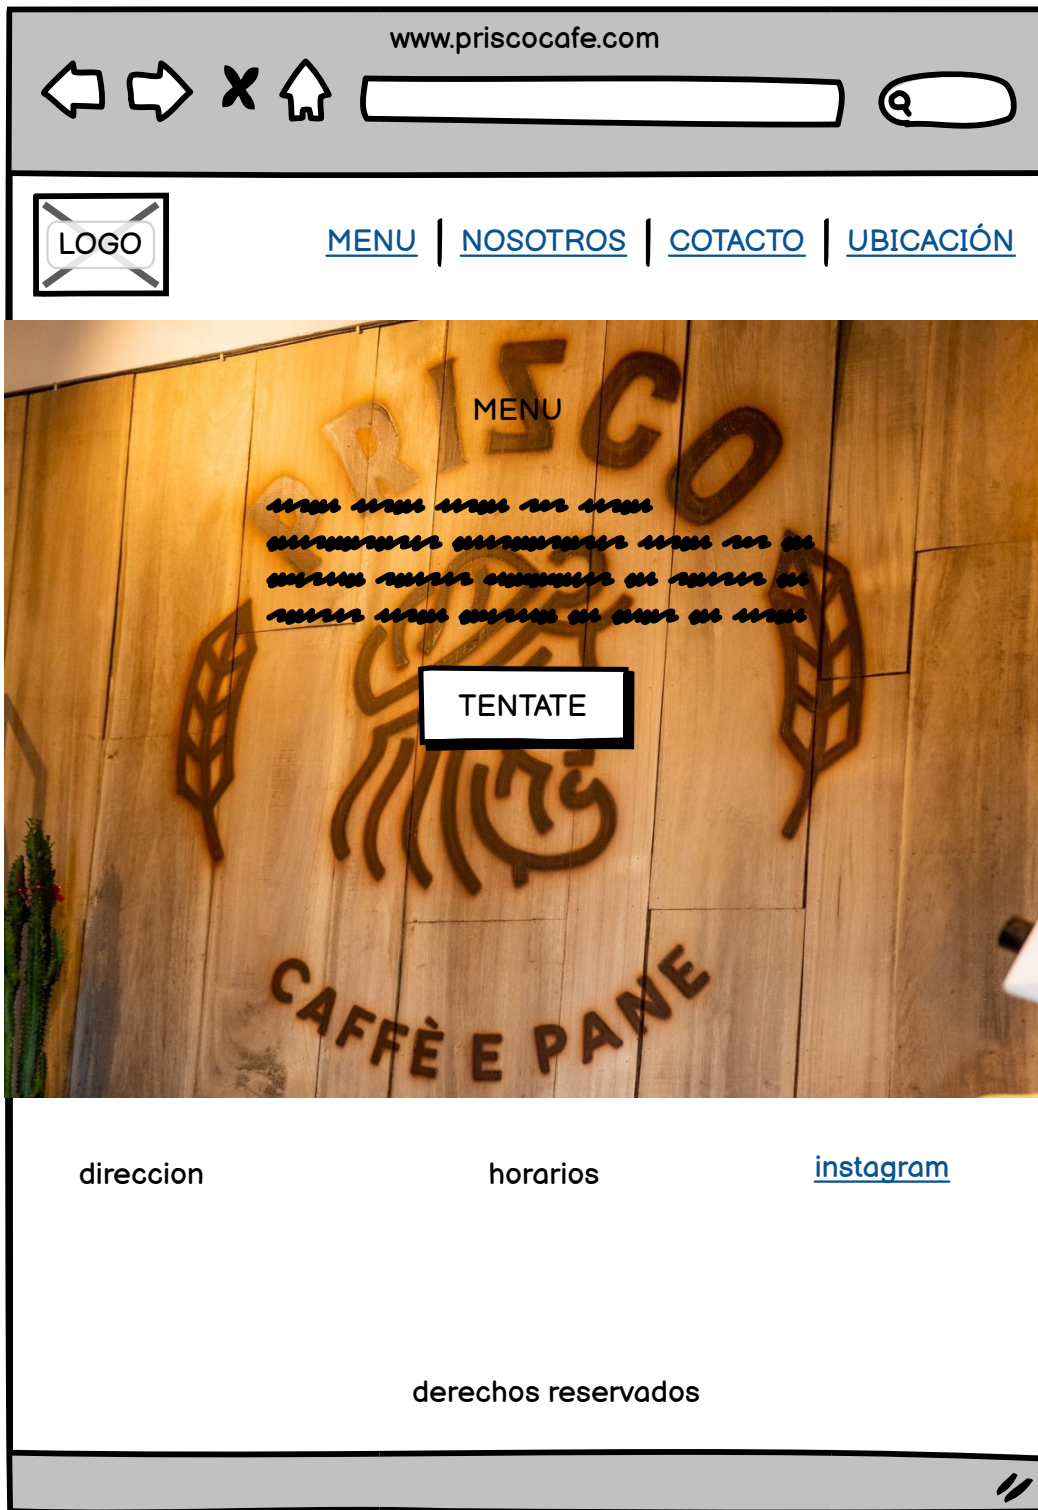 www.priscocafe.com
LOGO
MENU | NOSOTROS | COTACTO | UBICACIÓN
PRISCO
MENU
TENTATE
CAFFÈ E PANE
direccion horarios instagram
derechos reservados